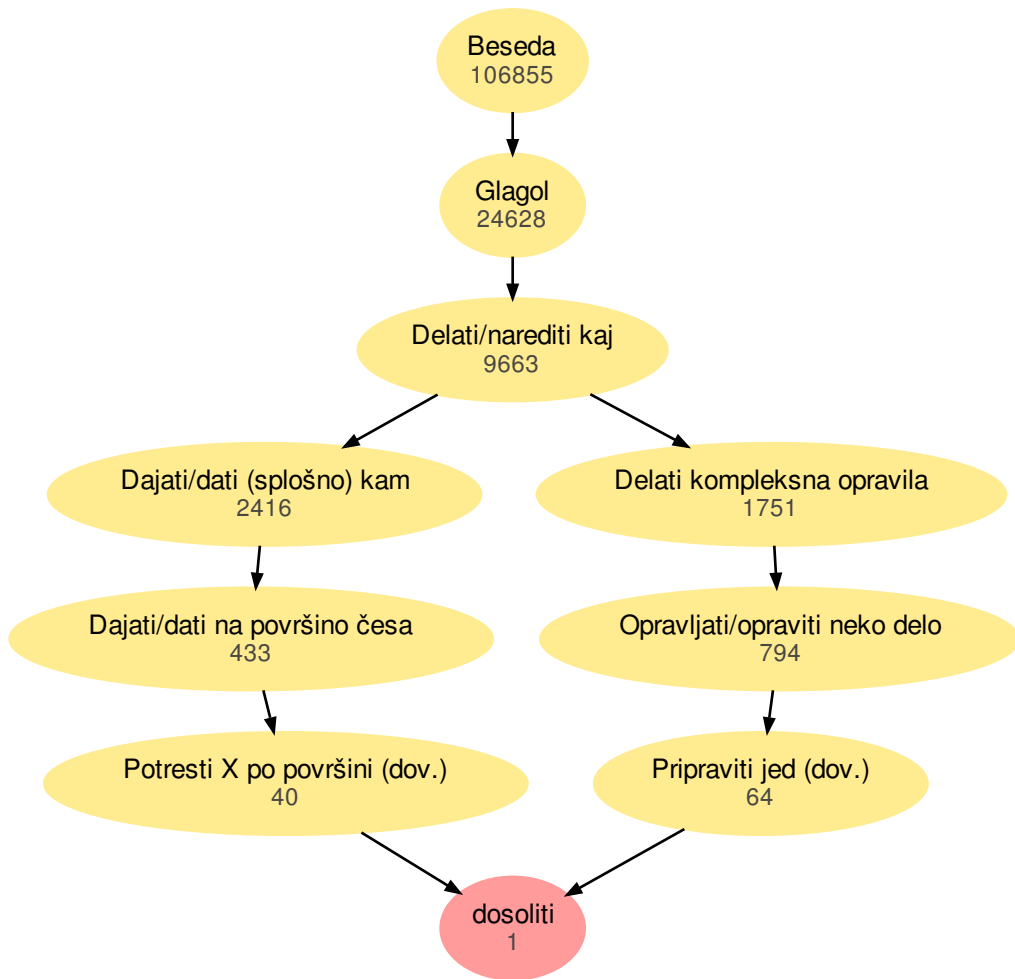 Beseda
106855
Glagol
24628
Delati/narediti kaj
9663
Dajati/dati (splošno) kam
2416
Delati kompleksna opravila
1751
Dajati/dati na površino česa
433
Opravljati/opraviti neko delo
794
Potresti X po površini (dov.)
40
Pripraviti jed (dov.)
64
dosoliti
1